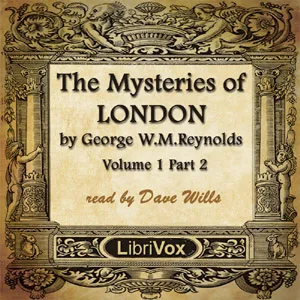 The Mysteries of
LONDON
by George W.M.Reynolds
Volume 1 Part 2
read by Dave Wills
LibriVox